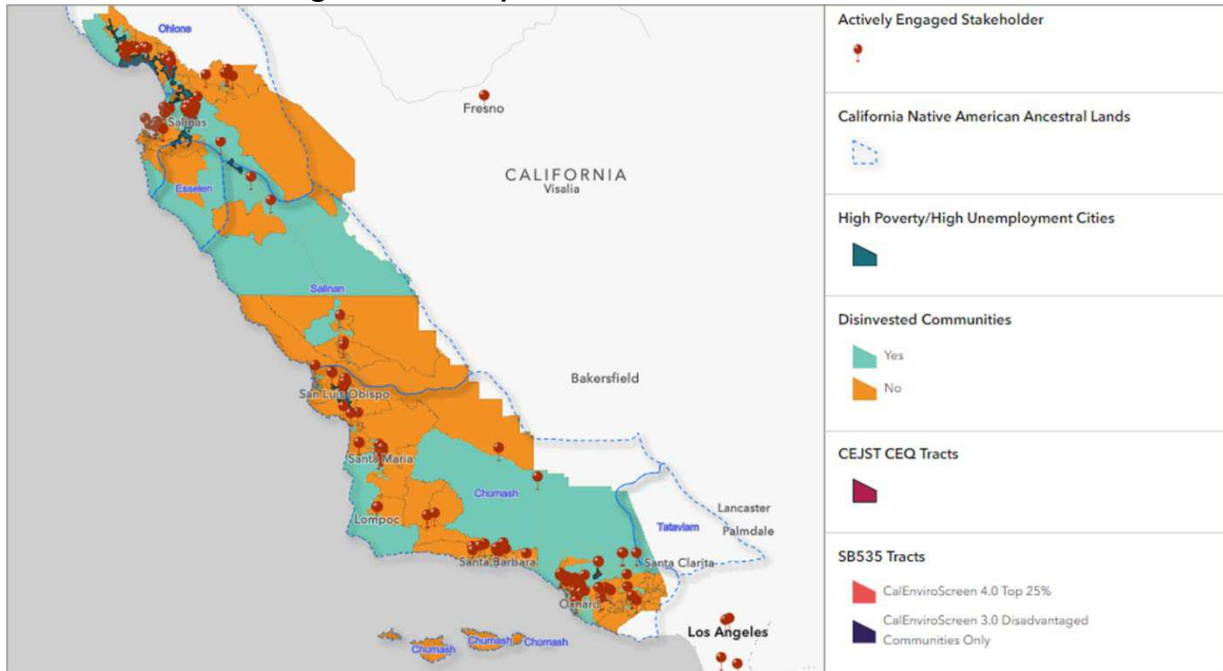 Ohlone
Fresno
Salinas
CALIFORNIA
Visalia
Esselen
Salinan
Bakersfield
San Luis Obispo
Santa Maria
Chumash
Lancaster
Palmdale
Lompoc
Tataviam
Santa Barbara
Santa Clarita
Oxnard
Los Angeles
Chumash
Chumash
Chumash
Actively Engaged Stakeholder
California Native American Ancestral Lands
High Poverty/High Unemployment Cities
Disinvested Communities
Yes
No
CEJST CEQ Tracts
SB535 Tracts
CalEnviroScreen 4.0 Top 25%
CalEnviroScreen 3.0 Disadvantaged
Communities Only